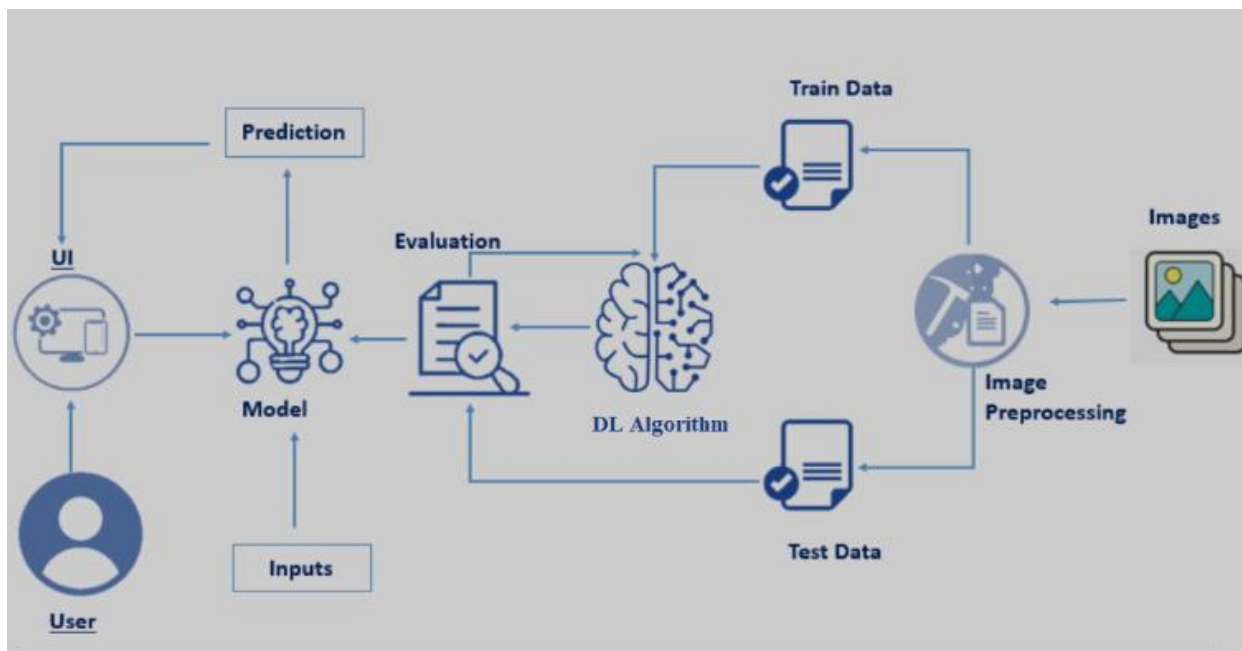 Train Data
Prediction
Images
Evaluation
UI
Image
Preprocessing
Model
DL Algorithm
Test Data
Inputs
User